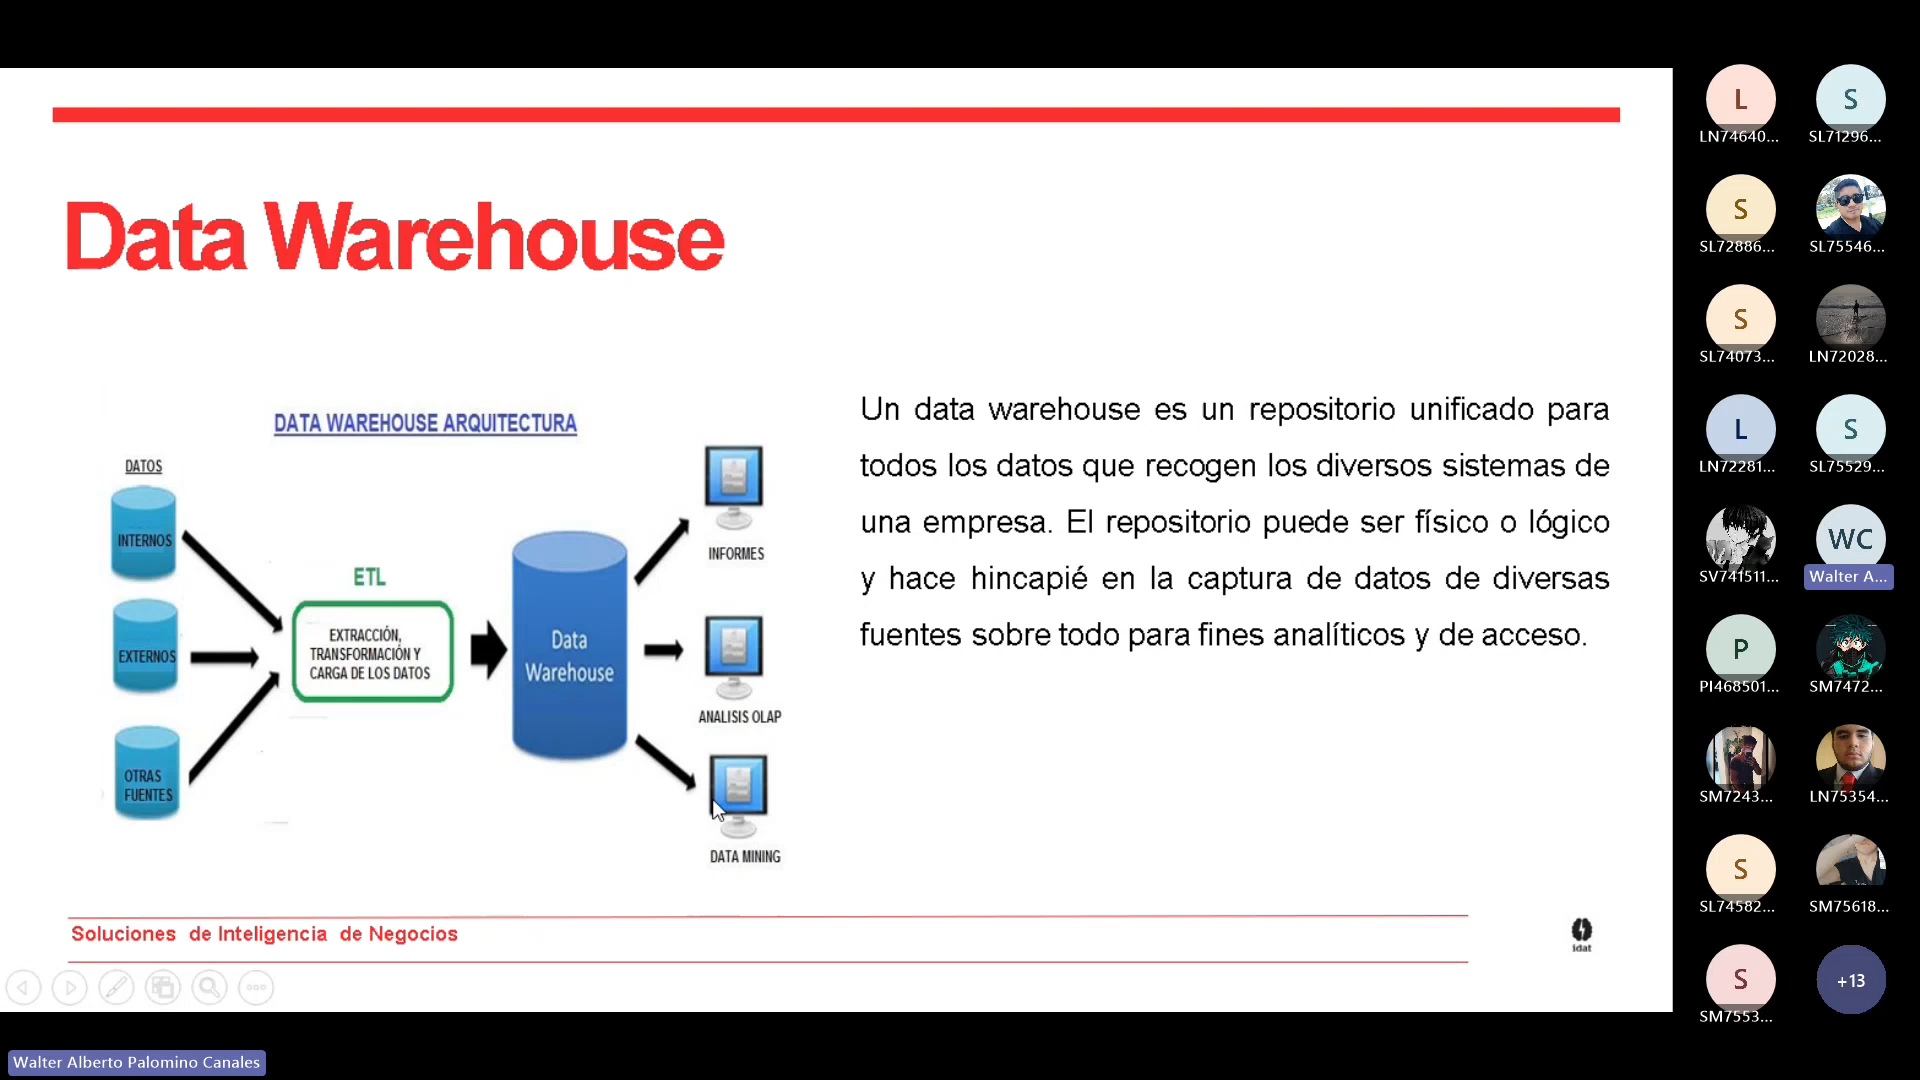 Data Warehouse
DATA WAREHOUSE ARQUITECTURA
DATOS
INTERNOS
EXTERNOS
OTRAS
FUENTES
ETL
EXTRACCIÓN,
TRANSFORMACIÓN Y
CARGA DE LOS DATOS
Data
Warehouse
INFORMES
ANALISIS OLAP
DATA MINING
Un data warehouse es un repositorio unificado para
todos los datos que recogen los diversos sistemas de
una empresa. El repositorio puede ser físico o lógico
y hace hincapié en la captura de datos de diversas
fuentes sobre todo para fines analíticos y de acceso.
Soluciones de Inteligencia de Negocios
idat
Walter Alberto Palomino Canales
L
LN74640...
S
SL71296...
S
SL72886...
SL75546...
S
SL74073...
LN72028...
L
LN72281...
S
SL75529...
SV741511...
WC
Walter A...
P
PI468501...
SM7472...
SM7243...
LN75354...
S
SL74582...
SM75618...
S
SM7553...
+13